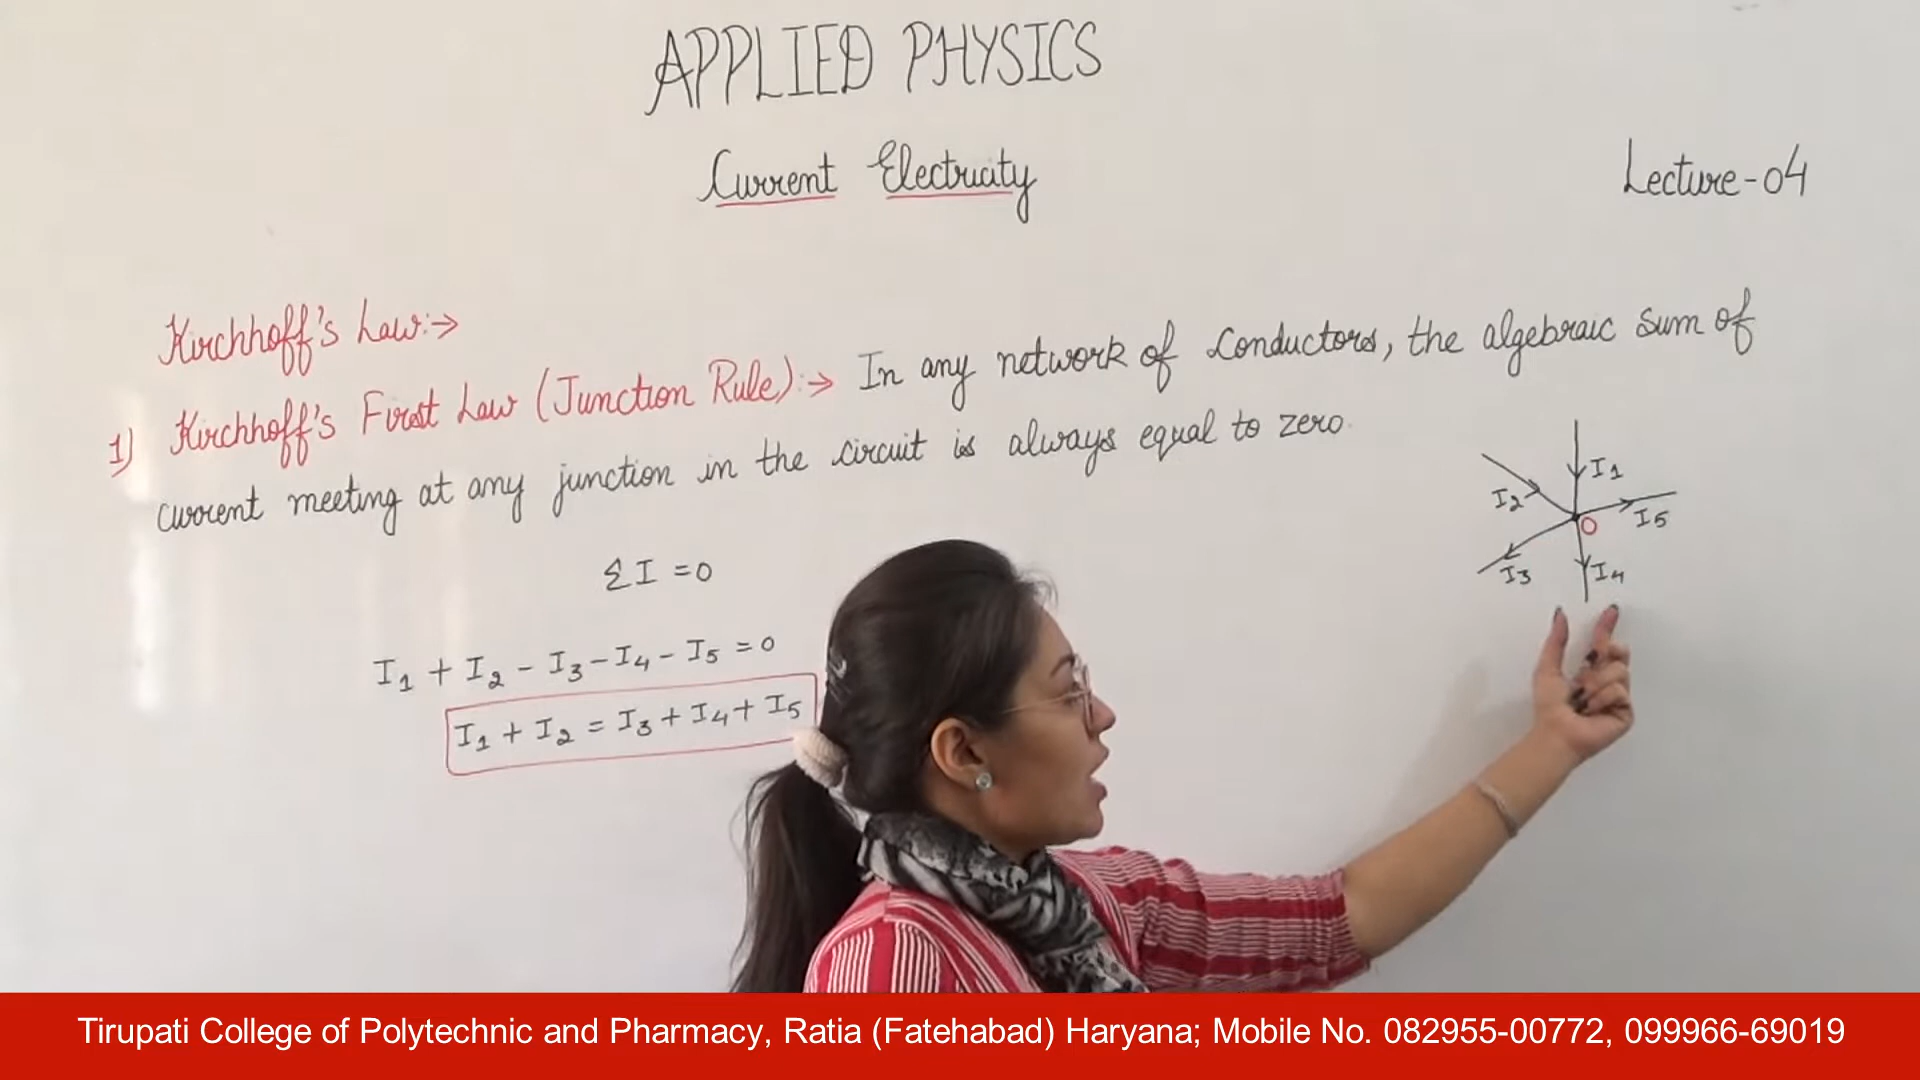 APPLIED PHYSICS
Current Electricity
Lecture-04
Kirchhoff's Law:→
1) Kirchhoff's First Law (Junction Rule):→ In any network of Conductors, the algebraic sum of
current meeting at any junction in the circuit is always equal to zero.
ΣI = 0
I₁ + I₂ - I₃ - I₄ - I₅ = 0
I₁ + I₂ = I₃ + I₄ + I₅
I₁
I₂
I₅
O
I₃
I₄
Tirupati College of Polytechnic and Pharmacy, Ratia (Fatehabad) Haryana; Mobile No. 082955-00772, 099966-69019